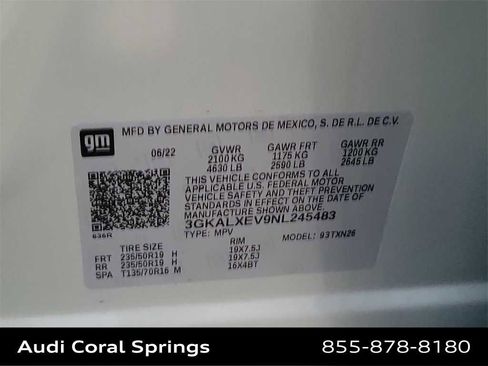 gm
MFD BY GENERAL MOTORS DE MEXICO, S. DE R.L. DE C.V.
06/22 GVWR GAWR FRT GAWR RR
2100 KG 1175 KG 1200 KG
4630 LB 2590 LB 2645 LB
THIS VEHICLE CONFORMS TO ALL
APPLICABLE U.S. FEDERAL MOTOR
VEHICLE SAFETY AND THEFT PREVENTION
STANDARDS IN EFFECT ON THE DATE OF
MANUFACTURE SHOWN ABOVE.
3GKALXEV9NL245483
636R TYPE: MPV MODEL: 93TXN26
TIRE SIZE RIM
FRT 235/50R19 H 19X7.5J
RR 235/50R19 H 19X7.5J
SPA T135/70R16 M 16X4BT
Audi Coral Springs 855-878-8180